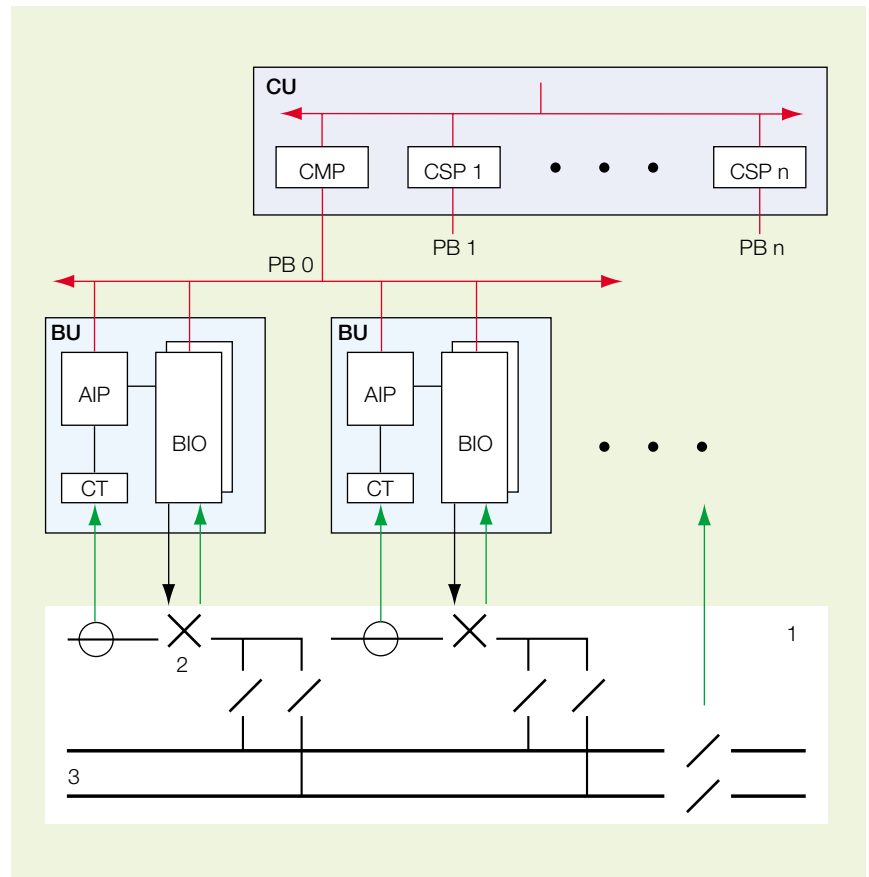 CU
CMP
CSP 1
CSP n
PB 1
PB n
PB 0
BU
BU
AIP
BIO
CT
AIP
BIO
CT
1
2
3